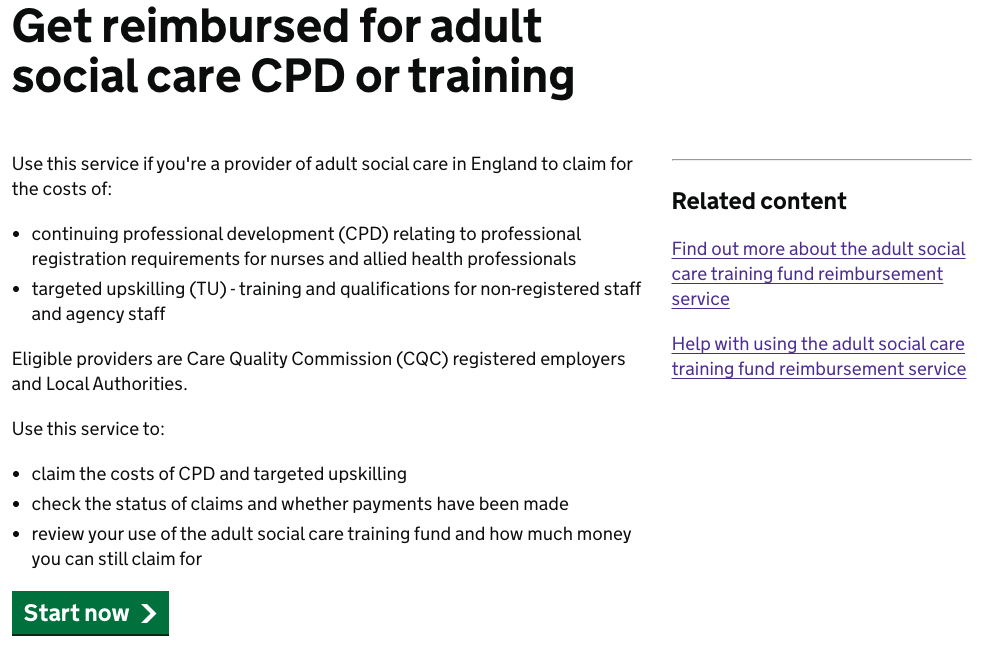 Get reimbursed for adult
social care CPD or training
Use this service if you're a provider of adult social care in England to claim for
the costs of:
• continuing professional development (CPD) relating to professional
registration requirements for nurses and allied health professionals
• targeted upskilling (TU) - training and qualifications for non-registered staff
and agency staff
Eligible providers are Care Quality Commission (CQC) registered employers
and Local Authorities.
Use this service to:
• claim the costs of CPD and targeted upskilling
• check the status of claims and whether payments have been made
• review your use of the adult social care training fund and how much money
you can still claim for
Start now
Related content
Find out more about the adult social
care training fund reimbursement
service
Help with using the adult social care
training fund reimbursement service